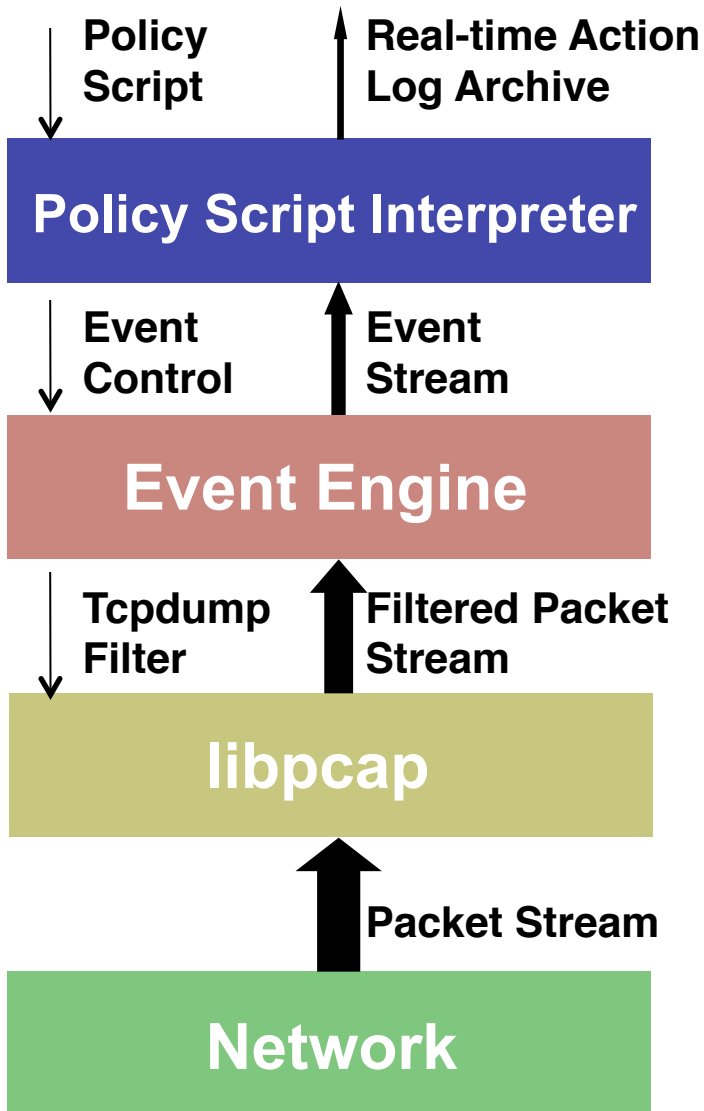 Policy
Script
Real-time Action
Log Archive
Policy Script Interpreter
Event
Control
Event
Stream
Event Engine
Tcpdump
Filter
Filtered Packet
Stream
libpcap
Packet Stream
Network